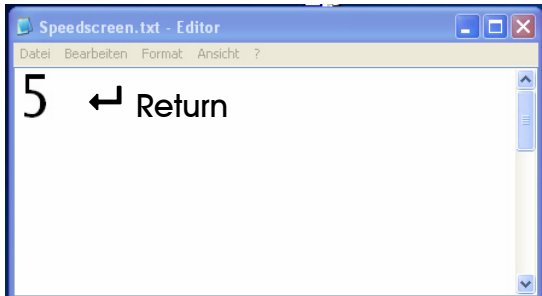 Speedscreen.txt - Editor
Datei Bearbeiten Format Ansicht ?
5 ↵ Return